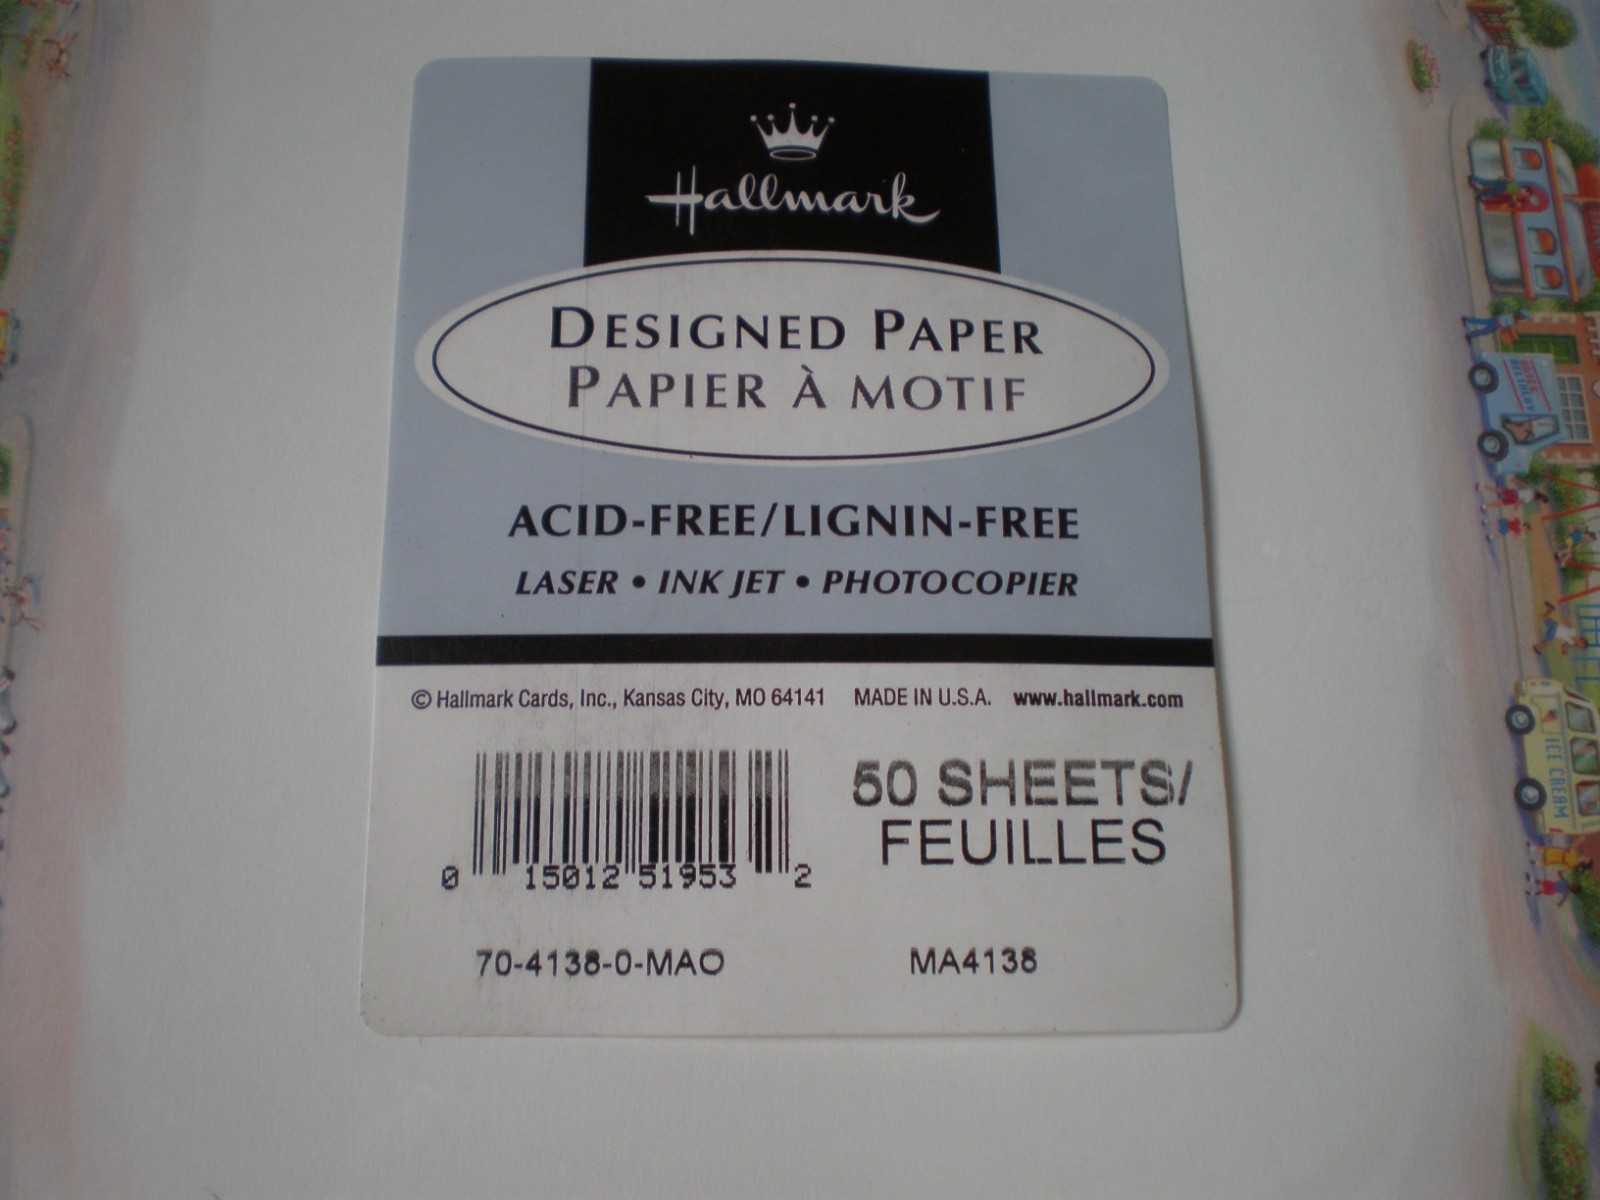 Hallmark
DESIGNED PAPER
PAPIER À MOTIF
ACID-FREE/LIGNIN-FREE
LASER • INK JET • PHOTOCOPIER
© Hallmark Cards, Inc., Kansas City, MO 64141 MADE IN U.S.A. www.hallmark.com
50 SHEETS/
FEUILLES
0 15012 51953 2
70-4138-0-MAO MA4138
QUICK
DELIVERY
ICE CREAM